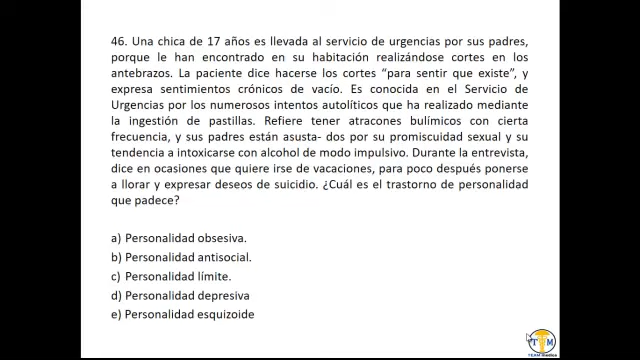 46. Una chica de 17 años es llevada al servicio de urgencias por sus padres,
porque le han encontrado en su habitación realizándose cortes en los
antebrazos. La paciente dice hacerse los cortes “para sentir que existe”, y
expresa sentimientos crónicos de vacío. Es conocida en el Servicio de
Urgencias por los numerosos intentos autolíticos que ha realizado mediante
la ingestión de pastillas. Refiere tener atracones bulímicos con cierta
frecuencia, y sus padres están asusta- dos por su promiscuidad sexual y su
tendencia a intoxicarse con alcohol de modo impulsivo. Durante la entrevista,
dice en ocasiones que quiere irse de vacaciones, para poco después ponerse
a llorar y expresar deseos de suicidio. ¿Cuál es el trastorno de personalidad
que padece?
a) Personalidad obsesiva.
b) Personalidad antisocial.
c) Personalidad límite.
d) Personalidad depresiva
e) Personalidad esquizoide
T M
TEAM medico